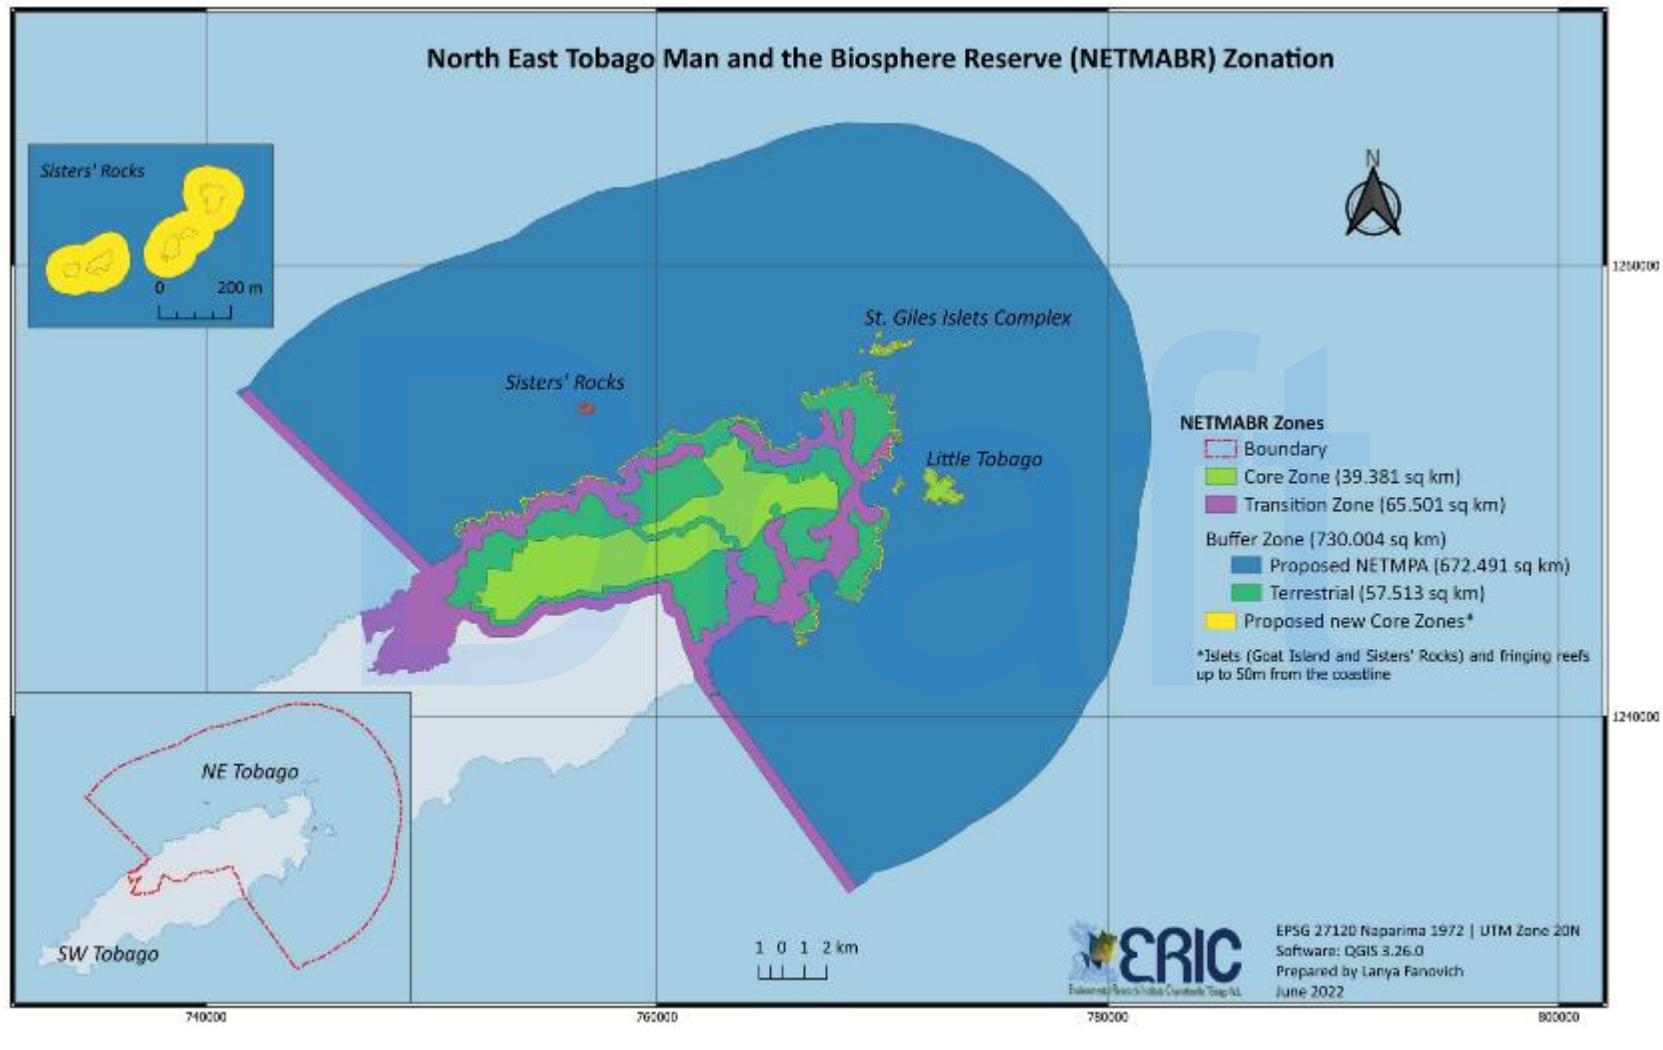 North East Tobago Man and the Biosphere Reserve (NETMABR) Zonation
Sisters' Rocks
0 200 m
N
1260000
St. Giles Islets Complex
Sisters' Rocks
Little Tobago
Draft
NETMABR Zones
Boundary
Core Zone (39.381 sq km)
Transition Zone (65.501 sq km)
Buffer Zone (730.004 sq km)
Proposed NETMPA (672.491 sq km)
Terrestrial (57.513 sq km)
Proposed new Core Zones*
*Islets (Goat Island and Sisters' Rocks) and fringing reefs
up to 50m from the coastline
1240000
NE Tobago
SW Tobago
1 0 1 2 km
ERIC
EPSG 27120 Naparima 1972 | UTM Zone 20N
Software: QGIS 3.26.0
Prepared by Lanya Fanovich
June 2022
740000 760000 780000 800000